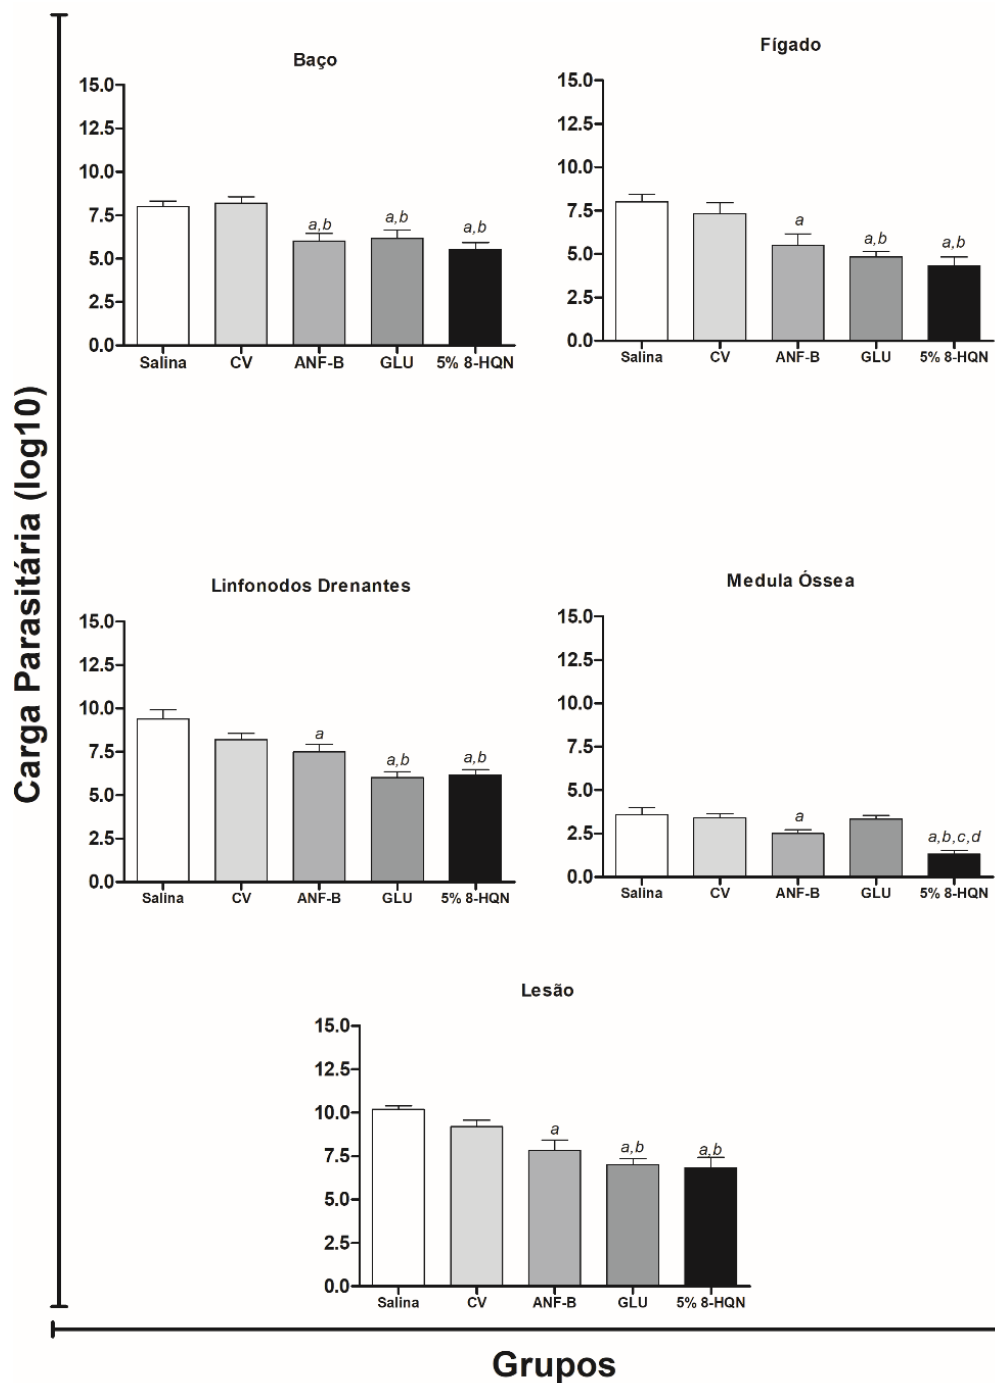 Carga Parasitária (log10)
Baço
15.0
12.5
10.0
7.5
5.0
2.5
0.0
a,b
a,b
a,b
Salina CV ANF-B GLU 5% 8-HQN
Fígado
15.0
12.5
10.0
7.5
5.0
2.5
0.0
a
a,b
a,b
Salina CV ANF-B GLU 5% 8-HQN
Linfonodos Drenantes
15.0
12.5
10.0
7.5
5.0
2.5
0.0
a
a,b
a,b
Salina CV ANF-B GLU 5% 8-HQN
Medula Óssea
15.0
12.5
10.0
7.5
5.0
2.5
0.0
a
a,b,c,d
Salina CV ANF-B GLU 5% 8-HQN
Lesão
15.0
12.5
10.0
7.5
5.0
2.5
0.0
a
a,b
a,b
Salina CV ANF-B GLU 5% 8-HQN
Grupos